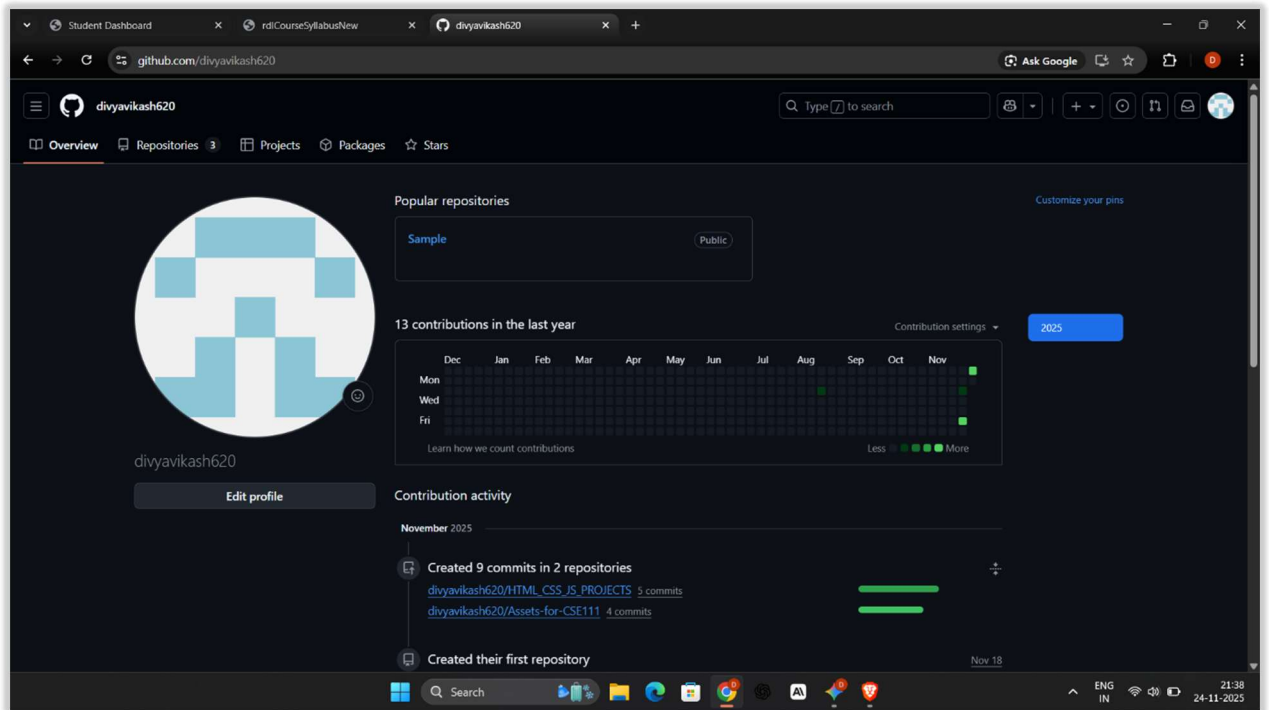 Student Dashboard
rdlCourseSyllabusNew
divyavikash620
github.com/divyavikash620
Ask Google
D
divyavikash620
Type / to search
Overview
Repositories 3
Projects
Packages
Stars
Popular repositories
Customize your pins
Sample
Public
13 contributions in the last year
Contribution settings
2025
Dec Jan Feb Mar Apr May Jun Jul Aug Sep Oct Nov
Mon
Wed
Fri
Learn how we count contributions
Less More
divyavikash620
Edit profile
Contribution activity
November 2025
Created 9 commits in 2 repositories
divyavikash620/HTML_CSS_JS_PROJECTS 5 commits
divyavikash620/Assets-for-CSE111 4 commits
Created their first repository
Nov 18
Search
ENG
IN
21:38
24-11-2025